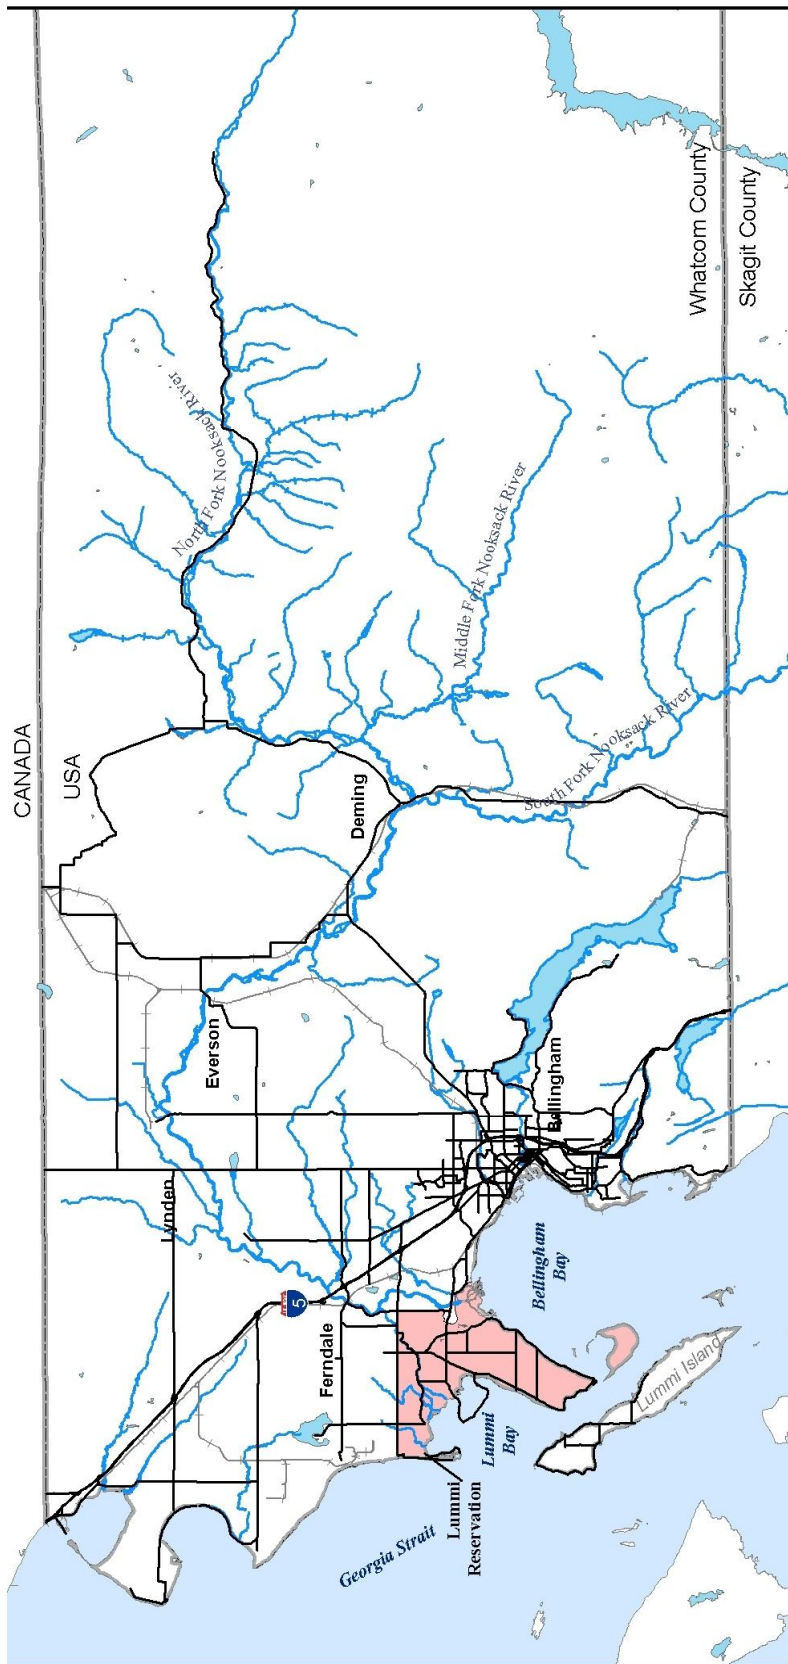 CANADA
USA
North Fork Nooksack River
Middle Fork Nooksack River
South Fork Nooksack River
Whatcom County
Skagit County
Deming
Everson
Lynden
Bellingham
Ferndale
5
Bellingham
Bay
Lummi
Bay
Lummi Island
Georgia Strait
Lummi
Reservation